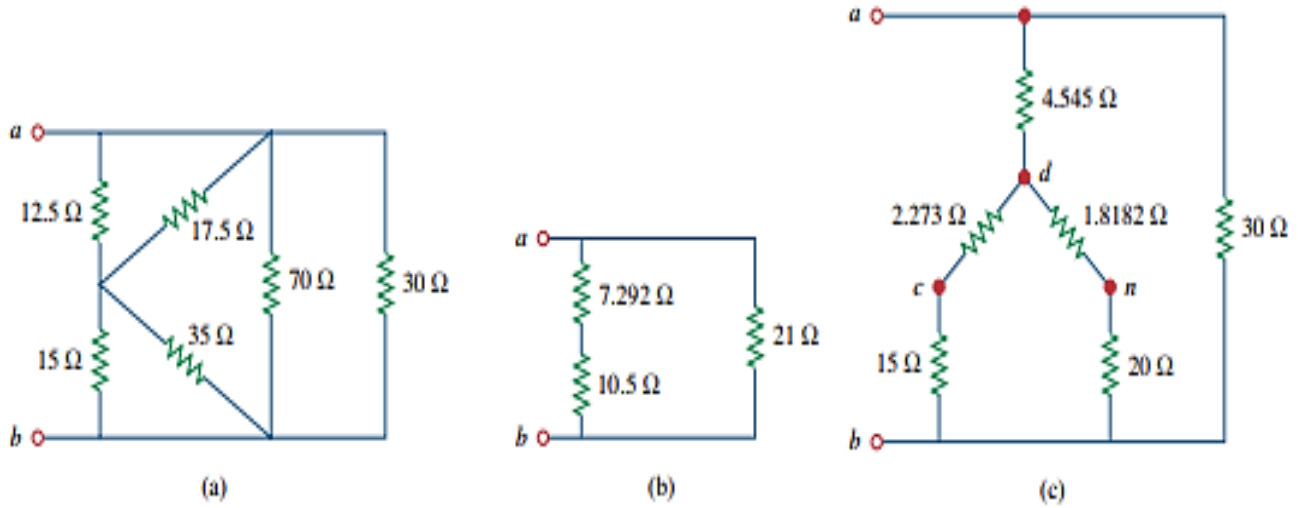 a
12.5 Ω
17.5 Ω
70 Ω
30 Ω
35 Ω
15 Ω
b
(a)
a
7.292 Ω
21 Ω
10.5 Ω
b
(b)
a
4.545 Ω
d
2.273 Ω
1.8182 Ω
30 Ω
c
n
15 Ω
20 Ω
b
(c)